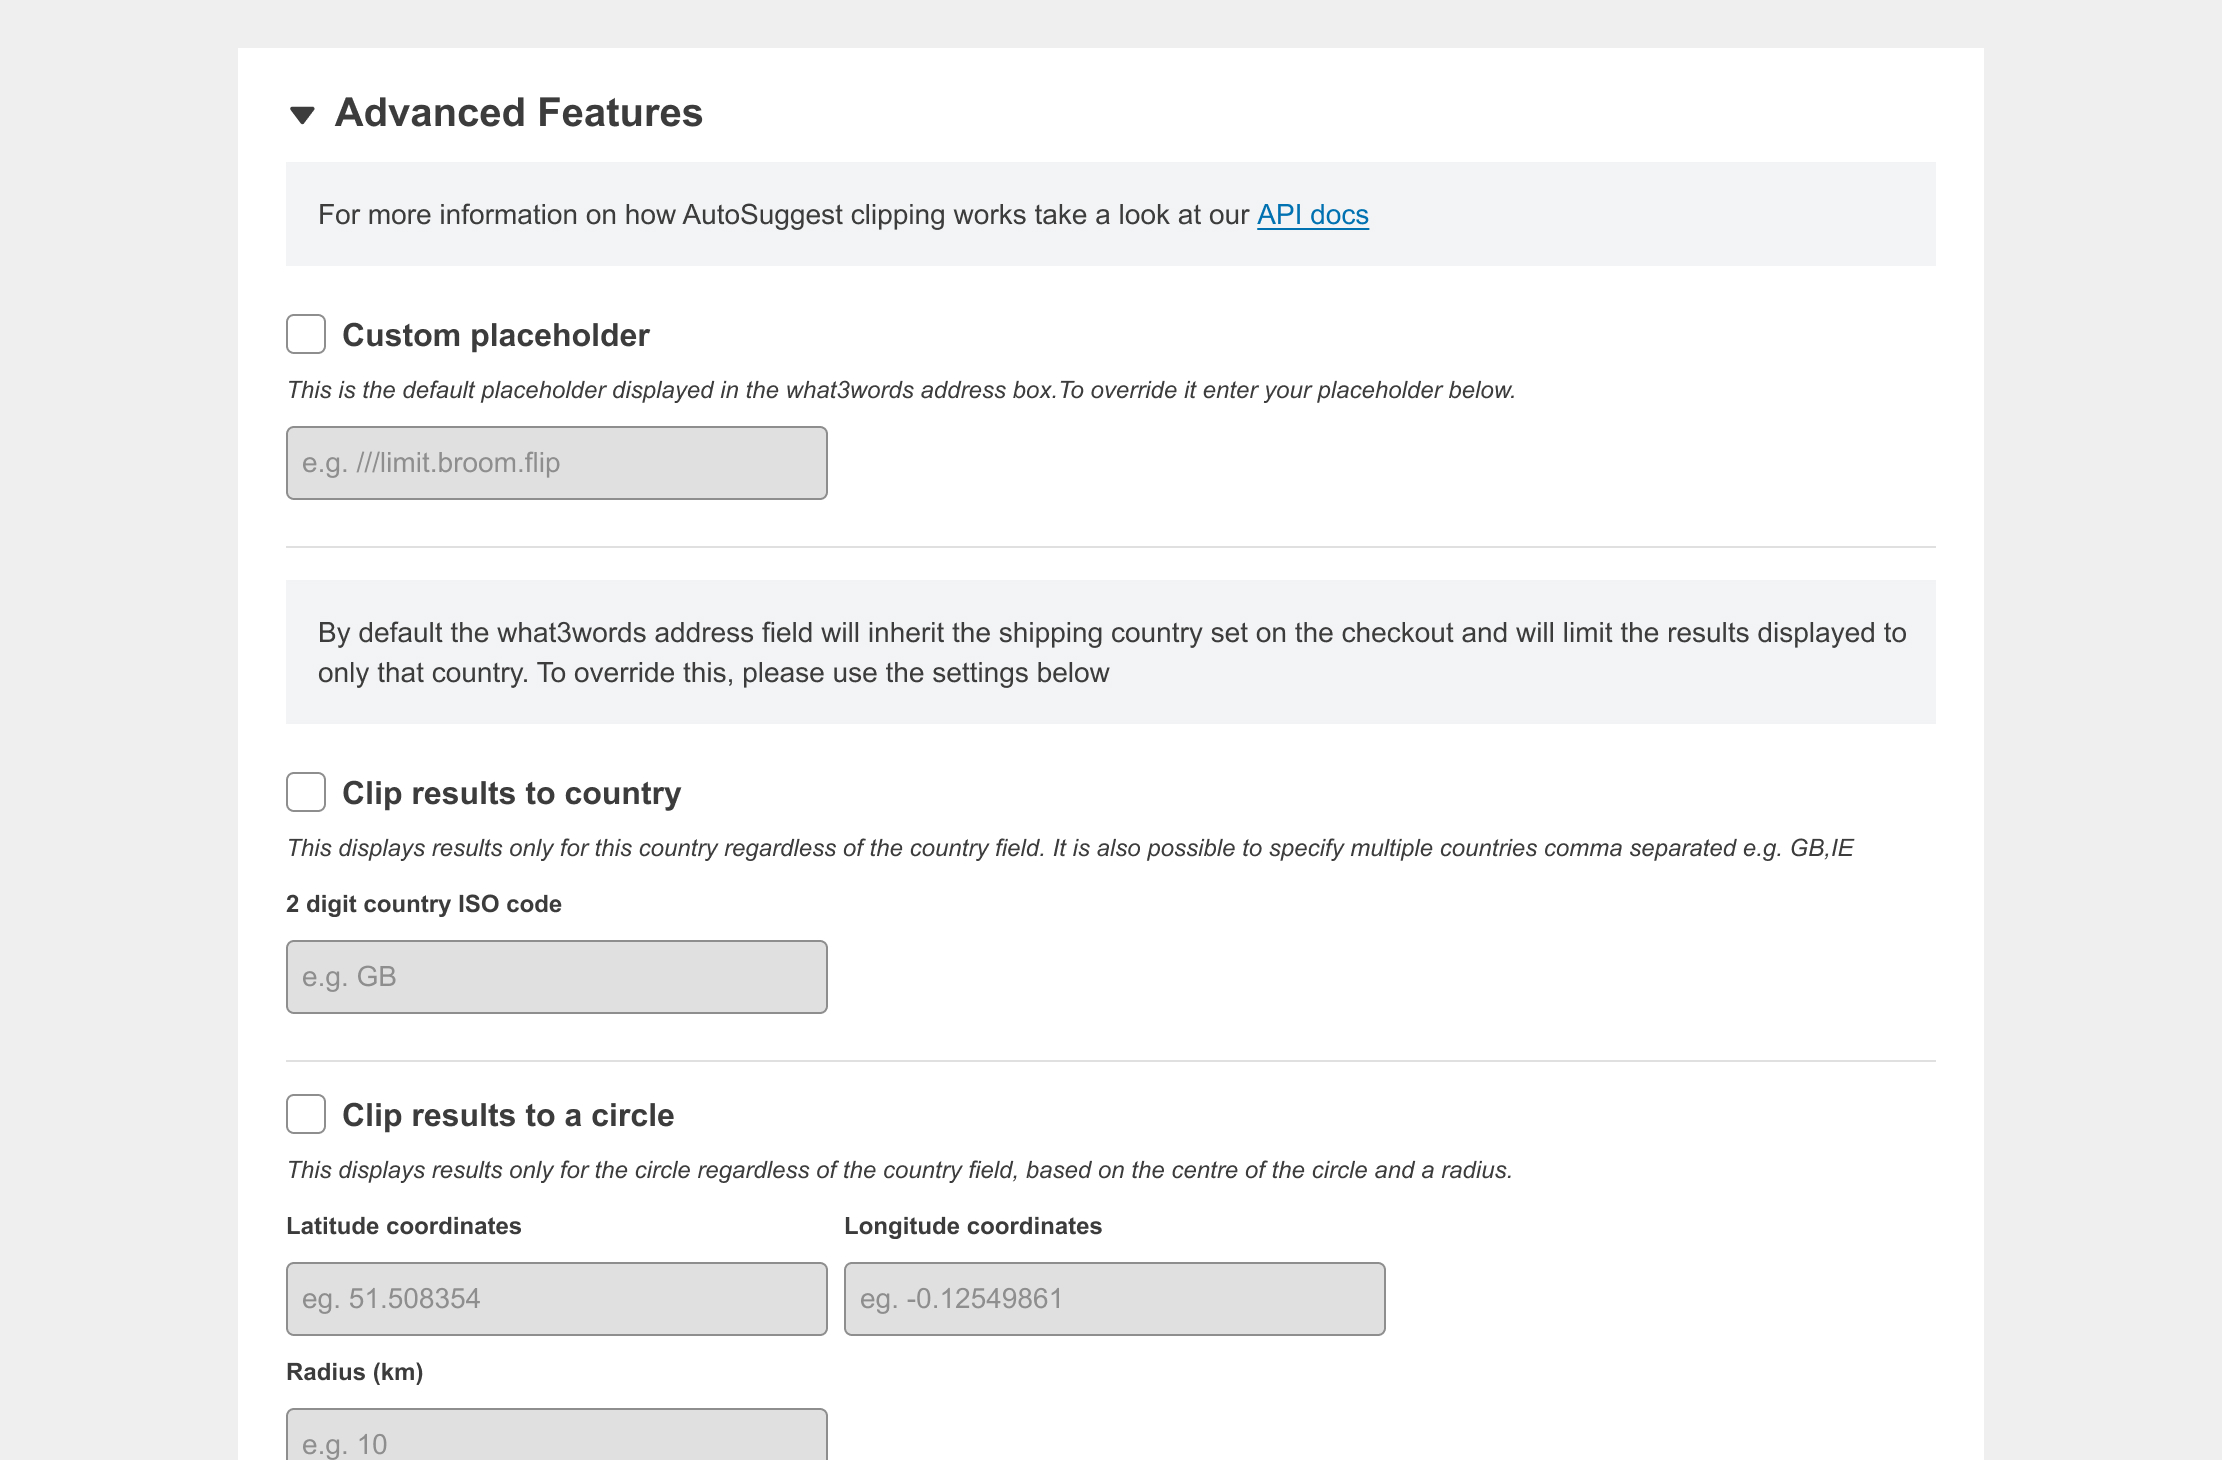 Advanced Features
For more information on how AutoSuggest clipping works take a look at our API docs
Custom placeholder
This is the default placeholder displayed in the what3words address box.To override it enter your placeholder below.
e.g. ///limit.broom.flip
By default the what3words address field will inherit the shipping country set on the checkout and will limit the results displayed to
only that country. To override this, please use the settings below
Clip results to country
This displays results only for this country regardless of the country field. It is also possible to specify multiple countries comma separated e.g. GB,IE
2 digit country ISO code
e.g. GB
Clip results to a circle
This displays results only for the circle regardless of the country field, based on the centre of the circle and a radius.
Latitude coordinates Longitude coordinates
eg. 51.508354 eg. -0.12549861
Radius (km)
e.g. 10